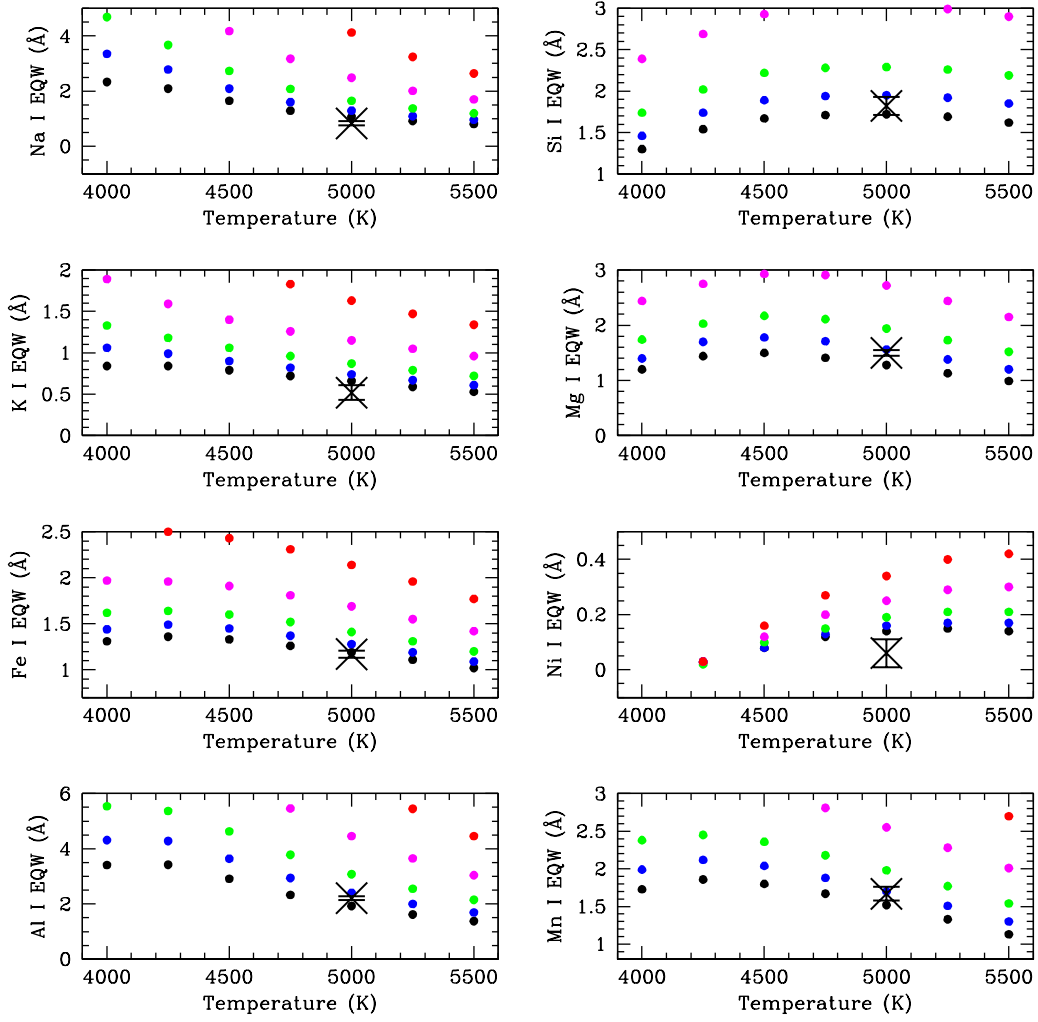 Na I EQW (Å)
4
2
0
4000 4500 5000 5500
Temperature (K)
Si I EQW (Å)
3
2.5
2
1.5
1
4000 4500 5000 5500
Temperature (K)
K I EQW (Å)
2
1.5
1
0.5
0
4000 4500 5000 5500
Temperature (K)
Mg I EQW (Å)
3
2
1
0
4000 4500 5000 5500
Temperature (K)
Fe I EQW (Å)
2.5
2
1.5
1
4000 4500 5000 5500
Temperature (K)
Ni I EQW (Å)
0.4
0.2
0
4000 4500 5000 5500
Temperature (K)
Al I EQW (Å)
6
4
2
0
4000 4500 5000 5500
Temperature (K)
Mn I EQW (Å)
3
2.5
2
1.5
1
4000 4500 5000 5500
Temperature (K)